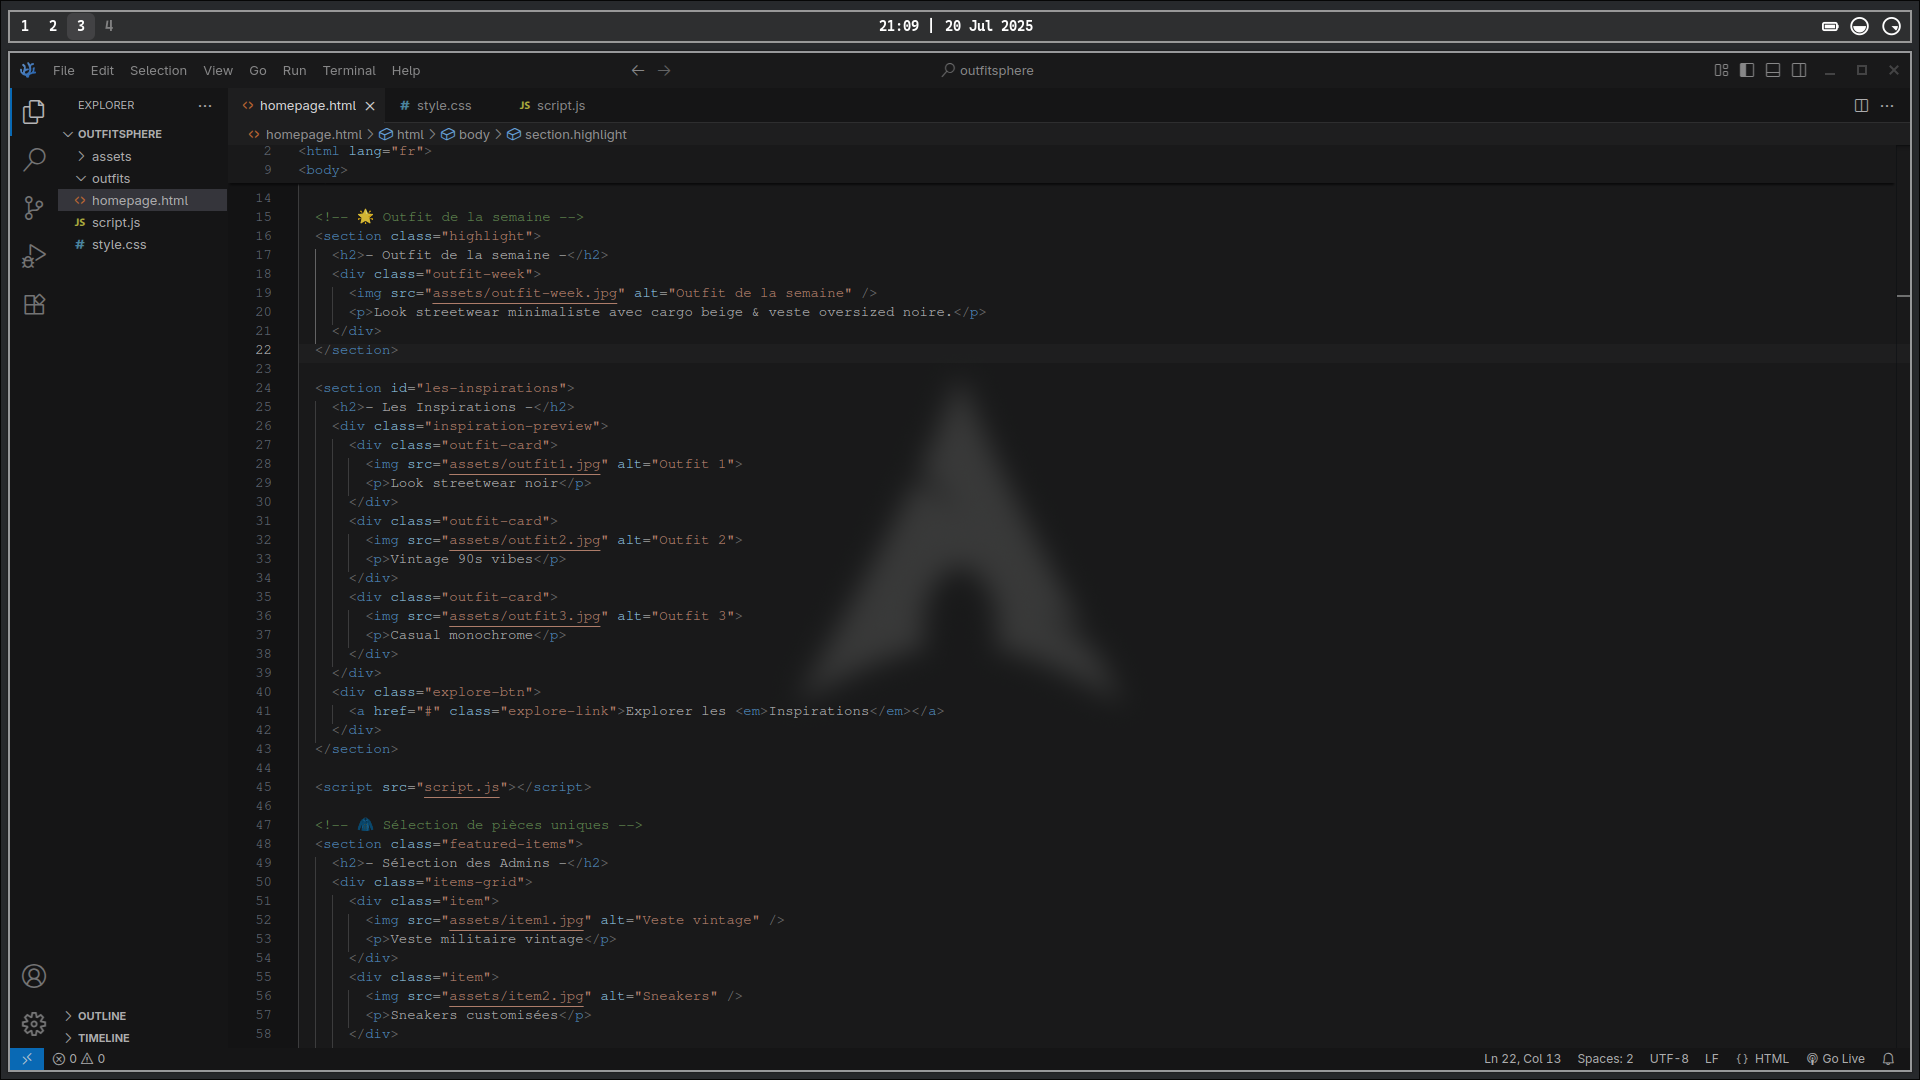 1 2 3 4
21:09 | 20 Jul 2025
File Edit Selection View Go Run Terminal Help
outfitsphere
EXPLORER
OUTFITSPHERE
assets
outfits
homepage.html
script.js
style.css
OUTLINE
TIMELINE
homepage.html style.css script.js
homepage.html > html > body > section.highlight
2 <html lang="fr">
9 <body>
14
15 <!-- 🌟 Outfit de la semaine -->
16 <section class="highlight">
17 <h2>- Outfit de la semaine -</h2>
18 <div class="outfit-week">
19 <img src="assets/outfit-week.jpg" alt="Outfit de la semaine" />
20 <p>Look streetwear minimaliste avec cargo beige & veste oversized noire.</p>
21 </div>
22 </section>
23
24 <section id="les-inspirations">
25 <h2>- Les Inspirations -</h2>
26 <div class="inspiration-preview">
27 <div class="outfit-card">
28 <img src="assets/outfit1.jpg" alt="Outfit 1">
29 <p>Look streetwear noir</p>
30 </div>
31 <div class="outfit-card">
32 <img src="assets/outfit2.jpg" alt="Outfit 2">
33 <p>Vintage 90s vibes</p>
34 </div>
35 <div class="outfit-card">
36 <img src="assets/outfit3.jpg" alt="Outfit 3">
37 <p>Casual monochrome</p>
38 </div>
39 </div>
40 <div class="explore-btn">
41 <a href="#" class="explore-link">Explorer les <em>Inspirations</em></a>
42 </div>
43 </section>
44
45 <script src="script.js"></script>
46
47 <!-- 🧥 Sélection de pièces uniques -->
48 <section class="featured-items">
49 <h2>- Sélection des Admins -</h2>
50 <div class="items-grid">
51 <div class="item">
52 <img src="assets/item1.jpg" alt="Veste vintage" />
53 <p>Veste militaire vintage</p>
54 </div>
55 <div class="item">
56 <img src="assets/item2.jpg" alt="Sneakers" />
57 <p>Sneakers customisées</p>
58 </div>
0 0 Ln 22, Col 13 Spaces: 2 UTF-8 LF {} HTML Go Live